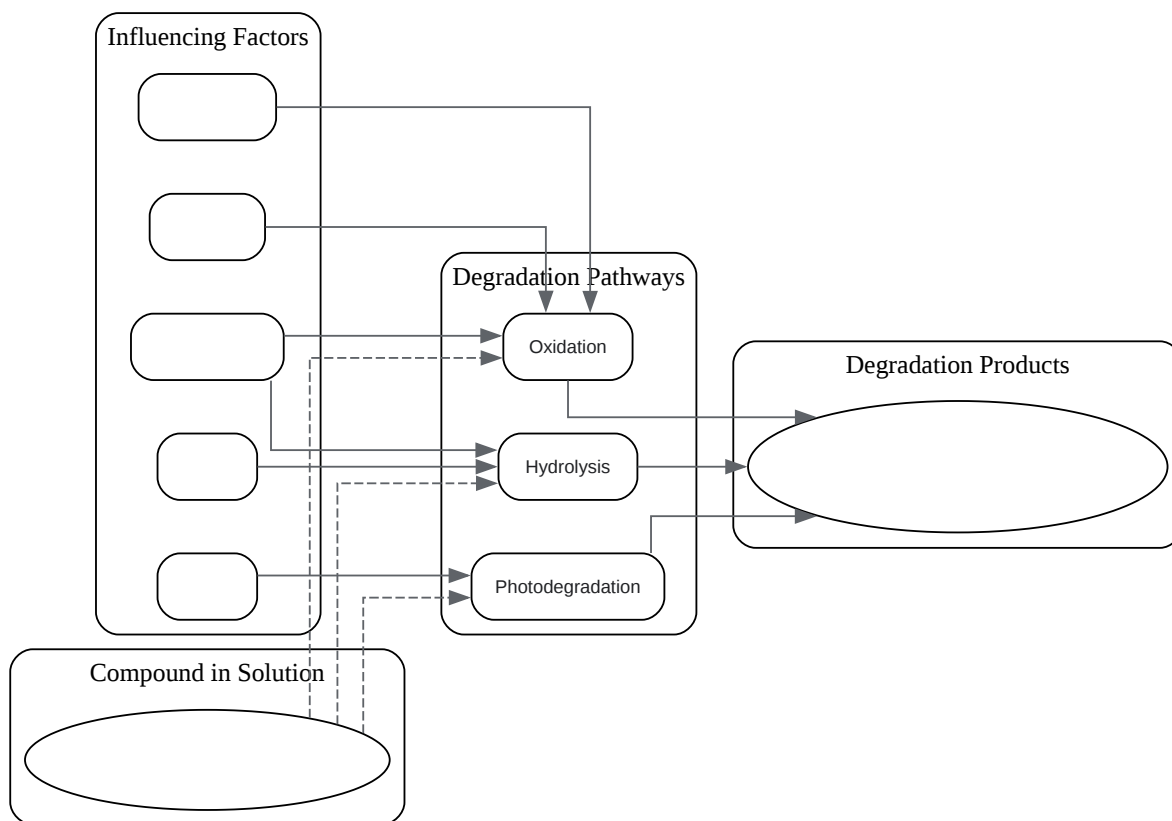 Influencing Factors
Degradation Pathways
Oxidation
Hydrolysis
Photodegradation
Degradation Products
Compound in Solution